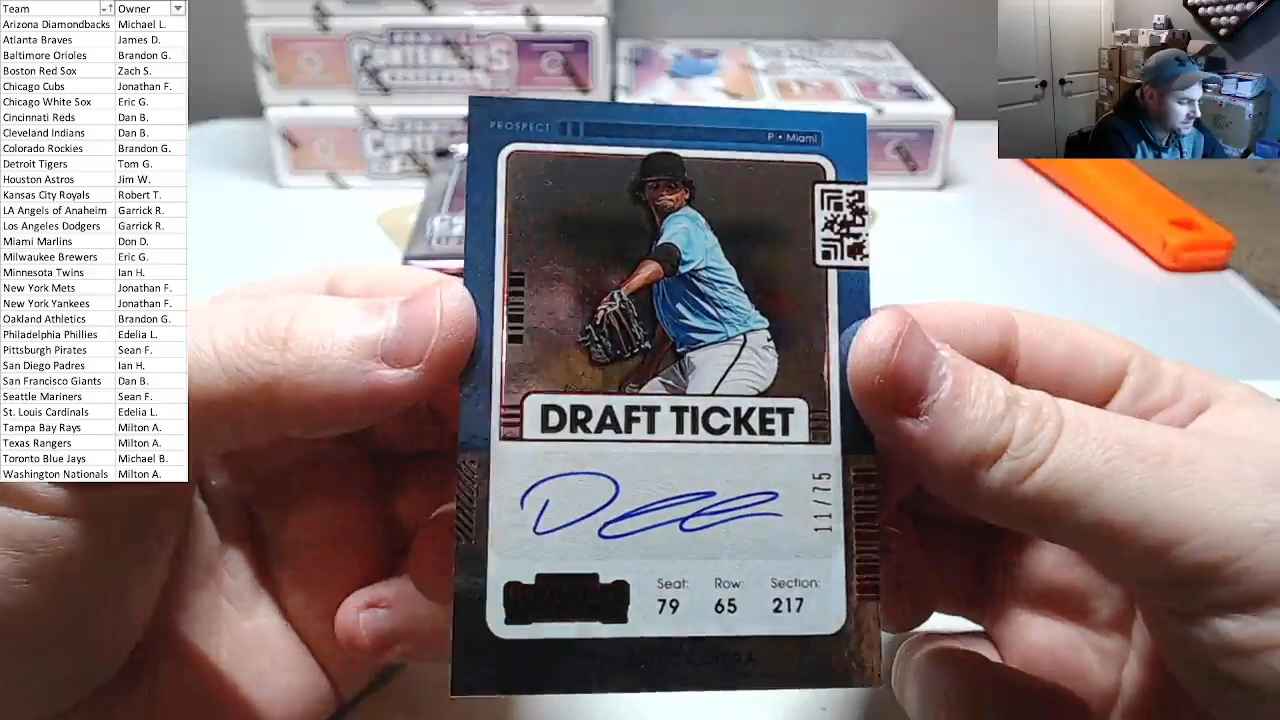 Team Owner
Arizona Diamondbacks Michael L.
Atlanta Braves James D.
Baltimore Orioles Brandon G.
Boston Red Sox Zach S.
Chicago Cubs Jonathan F.
Chicago White Sox Eric G.
Cincinnati Reds Dan B.
Cleveland Indians Dan B.
Colorado Rockies Brandon G.
Detroit Tigers Tom G.
Houston Astros Jim W.
Kansas City Royals Robert T.
LA Angels of Anaheim Garrick R.
Los Angeles Dodgers Garrick R.
Miami Marlins Don D.
Milwaukee Brewers Eric G.
Minnesota Twins Ian H.
New York Mets Jonathan F.
New York Yankees Jonathan F.
Oakland Athletics Brandon G.
Philadelphia Phillies Edelia L.
Pittsburgh Pirates Sean F.
San Diego Padres Ian H.
San Francisco Giants Dan B.
Seattle Mariners Sean F.
St. Louis Cardinals Edelia L.
Tampa Bay Rays Milton A.
Texas Rangers Milton A.
Toronto Blue Jays Michael B.
Washington Nationals Milton A.
CONTENDERS
PROSPECT
P • Miami
DRAFT TICKET
11/75
Seat: Row: Section:
79 65 217